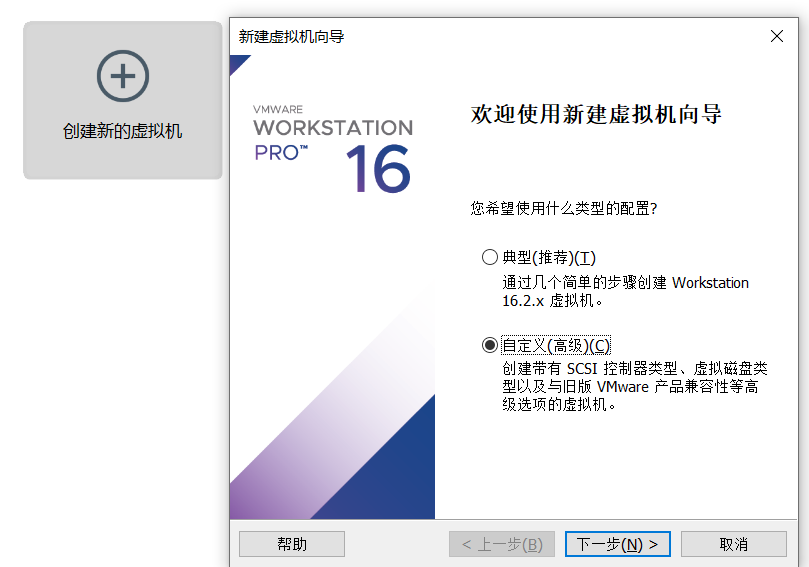 创建新的虚拟机
新建虚拟机向导
VMWARE
WORKSTATION
PRO™
16
欢迎使用新建虚拟机向导
您希望使用什么类型的配置?
典型(推荐)(T)
通过几个简单的步骤创建 Workstation
16.2.x 虚拟机。
自定义(高级)(C)
创建带有 SCSI 控制器类型、虚拟磁盘类
型以及与旧版 VMware 产品兼容性等高
级选项的虚拟机。
帮助
< 上一步(B)
下一步(N) >
取消